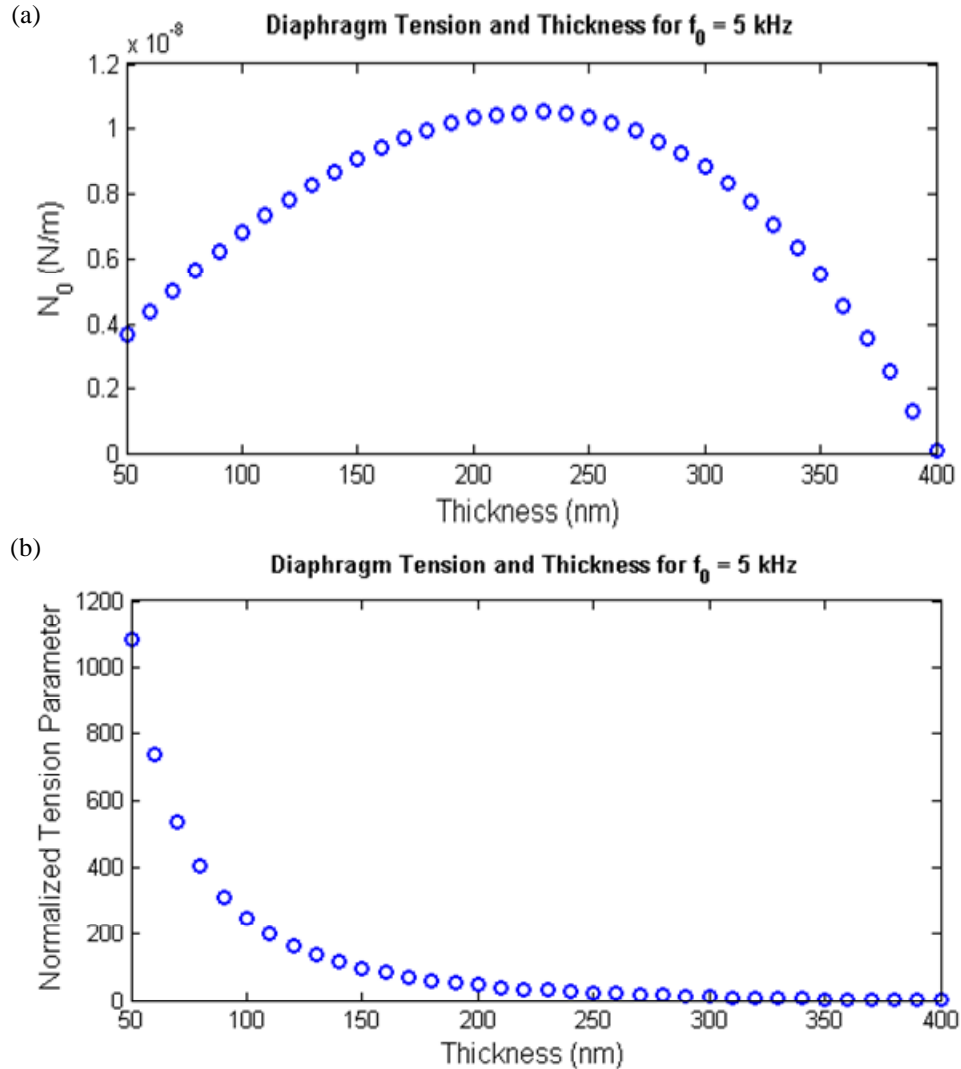 (a)
Diaphragm Tension and Thickness for f₀ = 5 kHz
x 10⁻⁸
1.2
1
0.8
0.6
0.4
0.2
0
N₀ (N/m)
50 100 150 200 250 300 350 400
Thickness (nm)
(b)
Diaphragm Tension and Thickness for f₀ = 5 kHz
1200
1000
800
600
400
200
0
Normalized Tension Parameter
50 100 150 200 250 300 350 400
Thickness (nm)